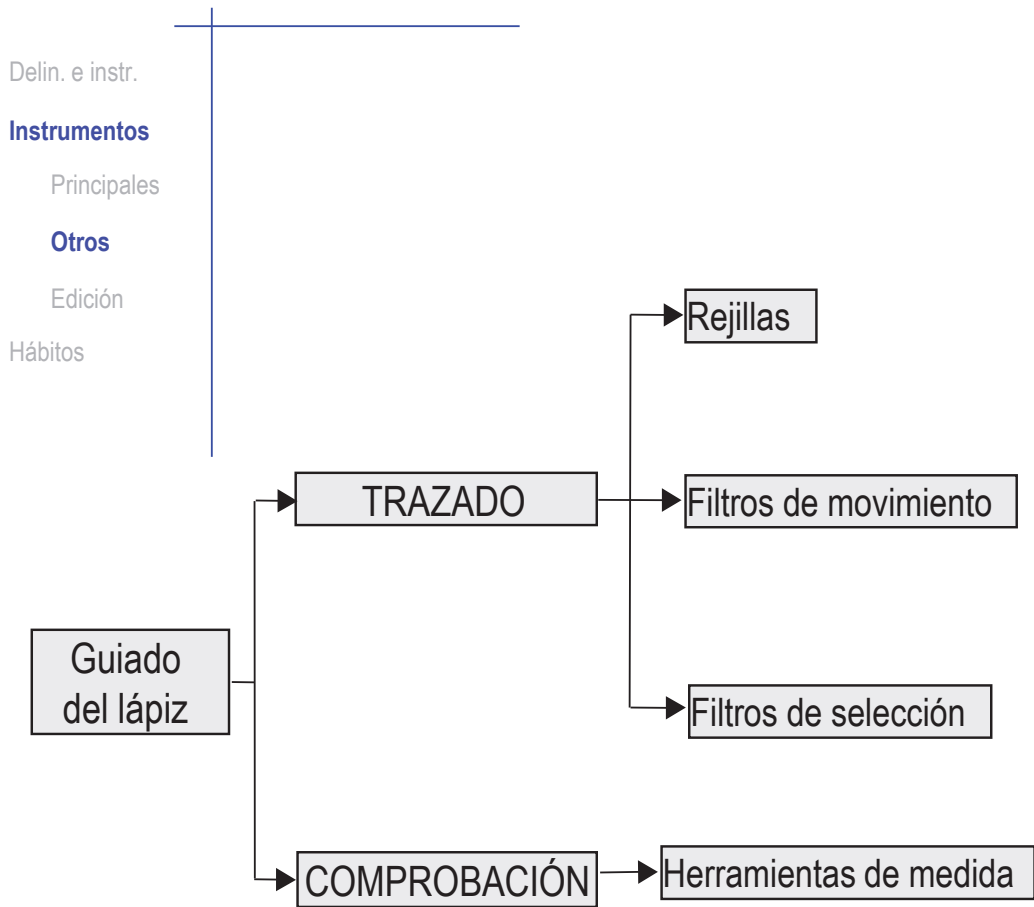 Delin. e instr.
Instrumentos
Principales
Otros
Edición
Hábitos
Rejillas
TRAZADO
Filtros de movimiento
Guiado
del lápiz
Filtros de selección
COMPROBACIÓN
Herramientas de medida